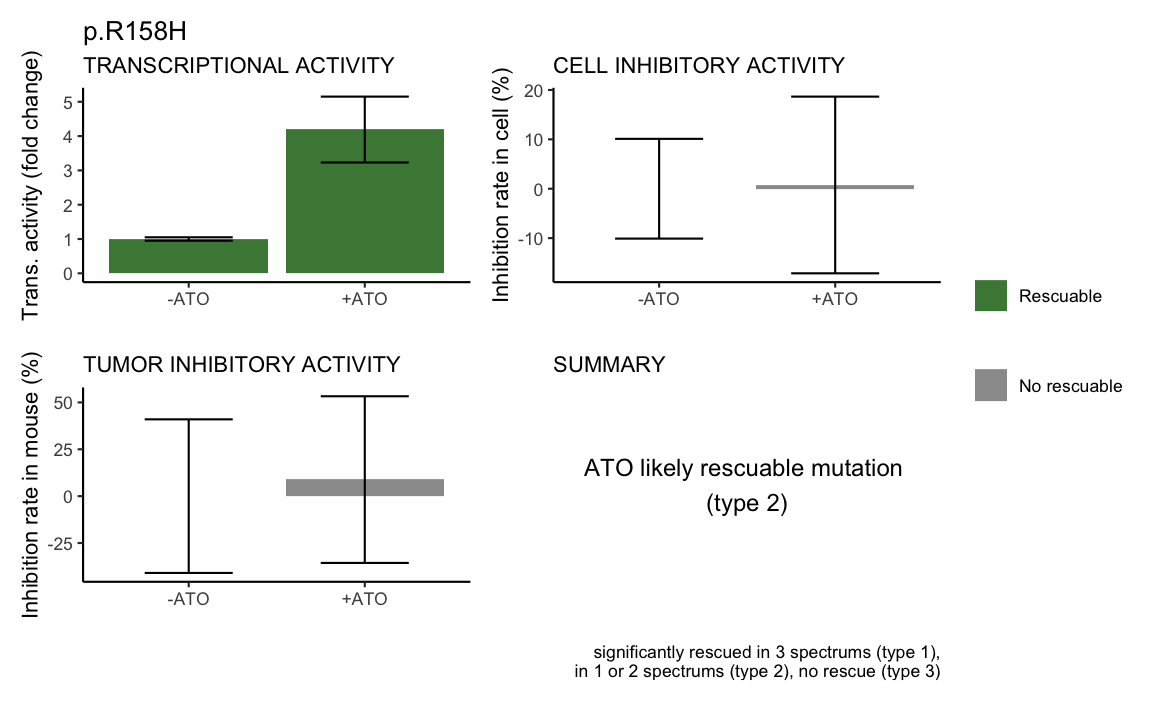 p.R158H
TRANSCRIPTIONAL ACTIVITY
Trans. activity (fold change)
5
4
3
2
1
0
-ATO
+ATO
CELL INHIBITORY ACTIVITY
Inhibition rate in cell (%)
20
10
0
-10
-ATO
+ATO
Rescuable
No rescuable
TUMOR INHIBITORY ACTIVITY
Inhibition rate in mouse (%)
50
25
0
-25
-ATO
+ATO
SUMMARY
ATO likely rescuable mutation
(type 2)
significantly rescued in 3 spectrums (type 1),
in 1 or 2 spectrums (type 2), no rescue (type 3)